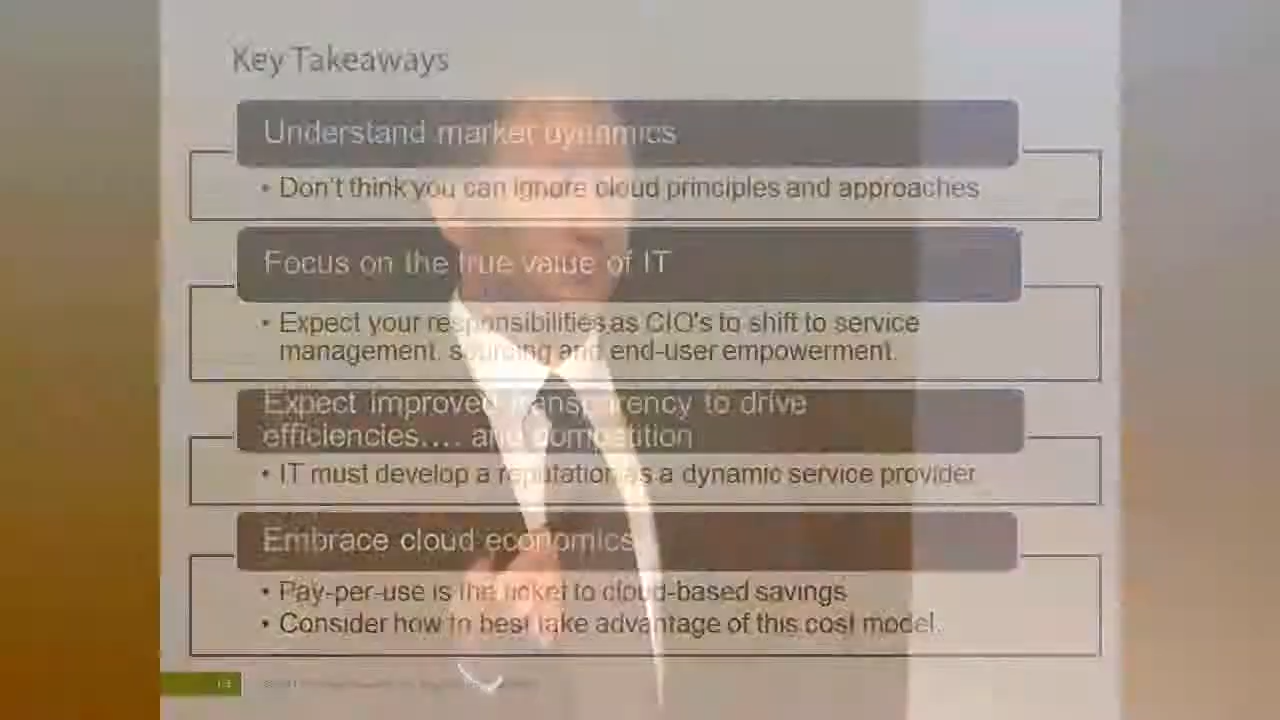 Key Takeaways
Understand market dynamics
• Don't think you can ignore cloud principles and approaches
Focus on the true value of IT
• Expect your responsibilities as CIO's to shift to service
management, sourcing and end-user empowerment.
Expect improved transparency to drive
efficiencies.... and competition
• IT must develop a reputation as a dynamic service provider
Embrace cloud economics
• Pay-per-use is the ticket to cloud-based savings
• Consider how to best take advantage of this cost model.